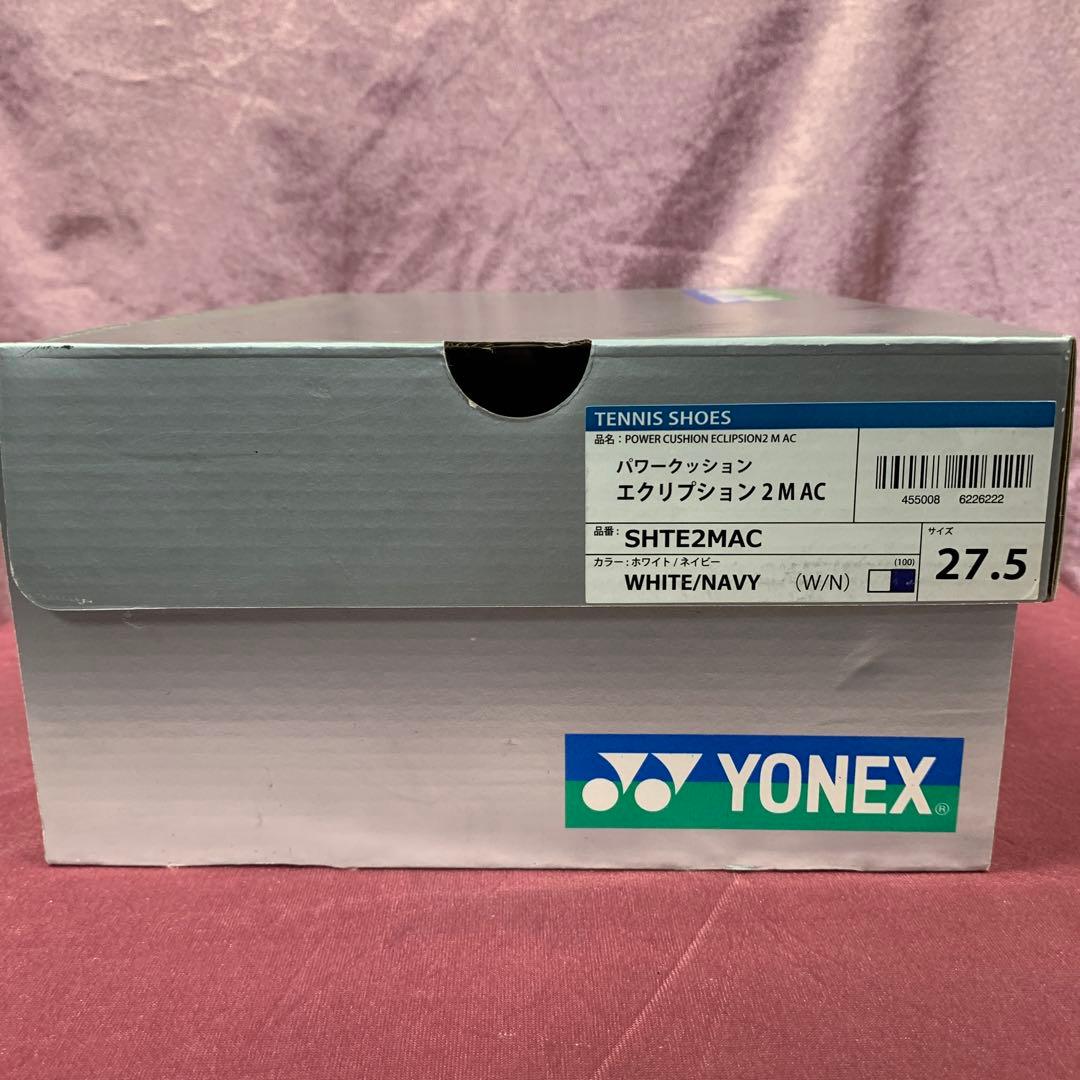 TENNIS SHOES
品名：POWER CUSHION ECLIPSION2 M AC
パワークッション
エクリプション 2 M AC
455008 6226222
品番：SHTE2MAC
カラー：ホワイト / ネイビー (100)
WHITE/NAVY （W/N）
サイズ
27.5
YONEX®